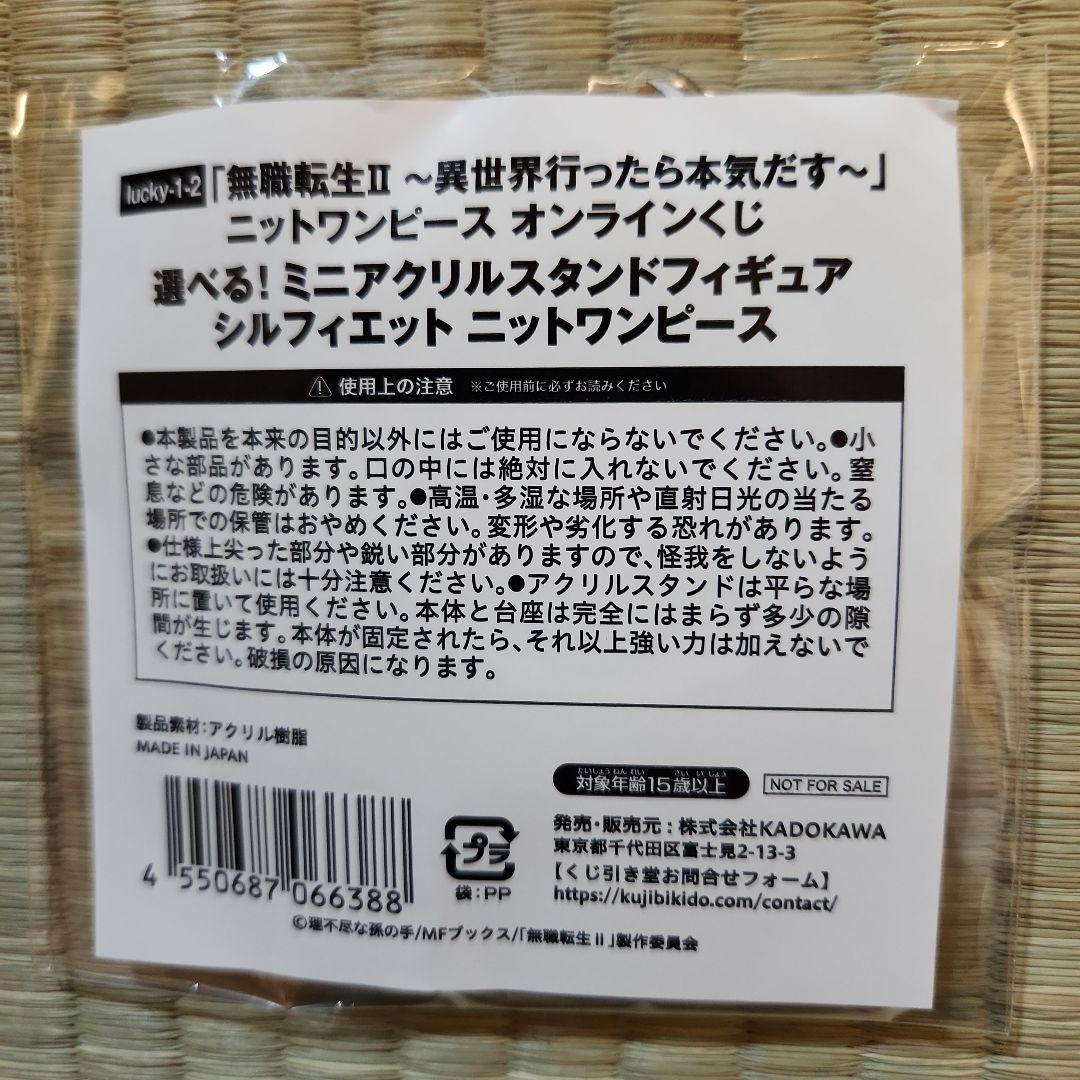 lucky-1-2 「無職転生Ⅱ ～異世界行ったら本気だす～」
ニットワンピース オンラインくじ
選べる！ミニアクリルスタンドフィギュア
シルフィエット ニットワンピース
使用上の注意 ※ご使用前に必ずお読みください
●本製品を本来の目的以外にはご使用にならないでください。●小
さな部品があります。口の中には絶対に入れないでください。窒
息などの危険があります。●高温・多湿な場所や直射日光の当たる
場所での保管はおやめください。変形や劣化する恐れがあります。
●仕様上尖った部分や鋭い部分がありますので、怪我をしないよう
にお取扱いには十分注意ください。●アクリルスタンドは平らな場
所に置いて使用ください。本体と台座は完全にはまらず多少の隙
間が生じます。本体が固定されたら、それ以上強い力は加えないで
ください。破損の原因になります。
製品素材：アクリル樹脂
MADE IN JAPAN
たいしょうねんれい さいいじょう
対象年齢15歳以上 NOT FOR SALE
発売・販売元：株式会社KADOKAWA
東京都千代田区富士見2-13-3
【くじ引き堂お問合せフォーム】
https://kujibikido.com/contact/
プラ
袋：PP
4 550687 066388
©理不尽な孫の手/MFブックス/「無職転生Ⅱ」製作委員会